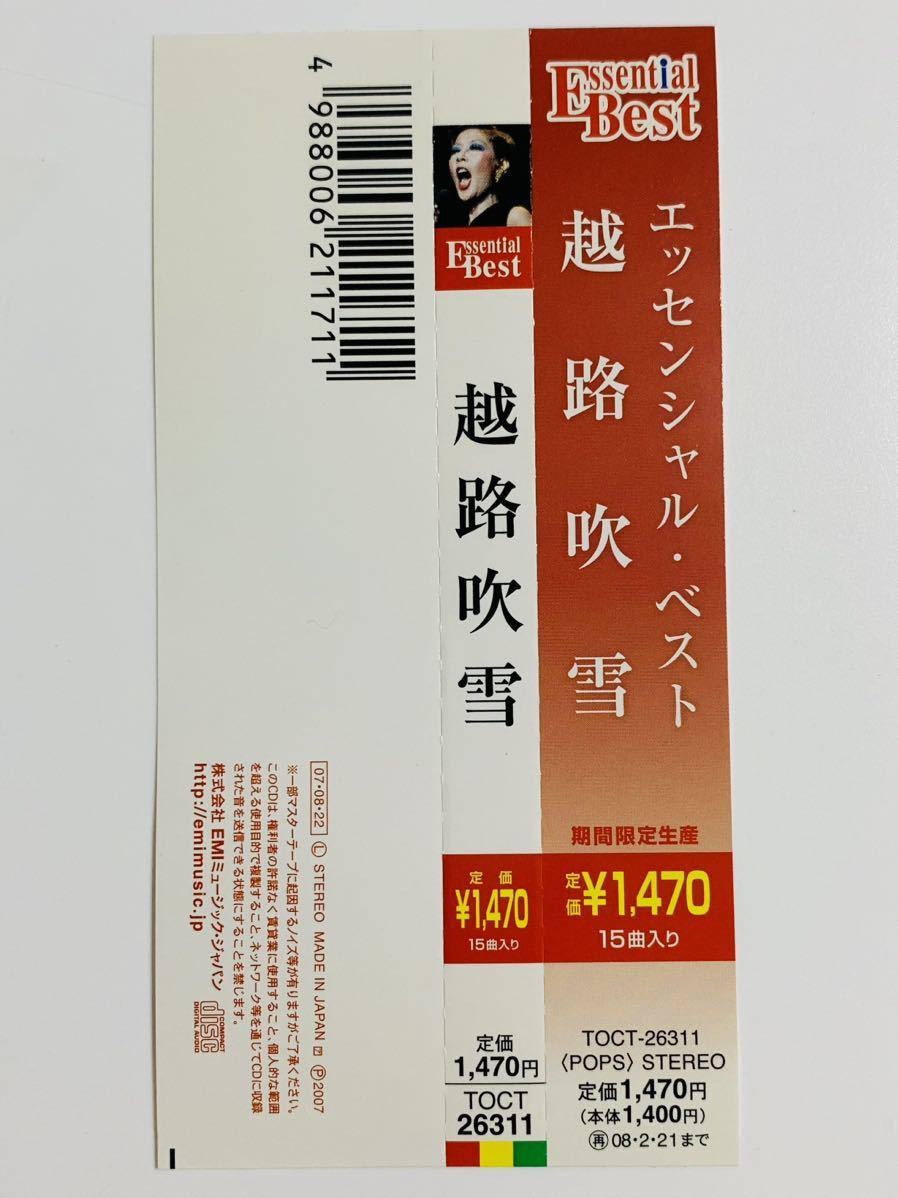 Essential
Best
エッセンシャル・ベスト
越路吹雪
期間限定生産
定価 ¥1,470
15曲入り
TOCT-26311
〈POPS〉 STEREO
定価1,470円
(本体1,400円)
再 08・2・21まで
Essential
Best
越路吹雪
定価
¥1,470
15曲入り
定価
1,470円
TOCT
26311
4 988006 211711
07・08・22 Ⓛ STEREO MADE IN JAPAN ℗2007
※一部マスターテープに起因するノイズ等が有りますがご了承ください。
このCDは、権利者の許諾なく賃貸業に使用すること、個人的な範囲
を超える使用目的で複製すること、ネットワーク等を通じてCDに収録
された音を送信できる状態にすることを禁じます。
株式会社 EMIミュージック・ジャパン
http://emimusic.jp
COMPACT
disc
DIGITAL AUDIO